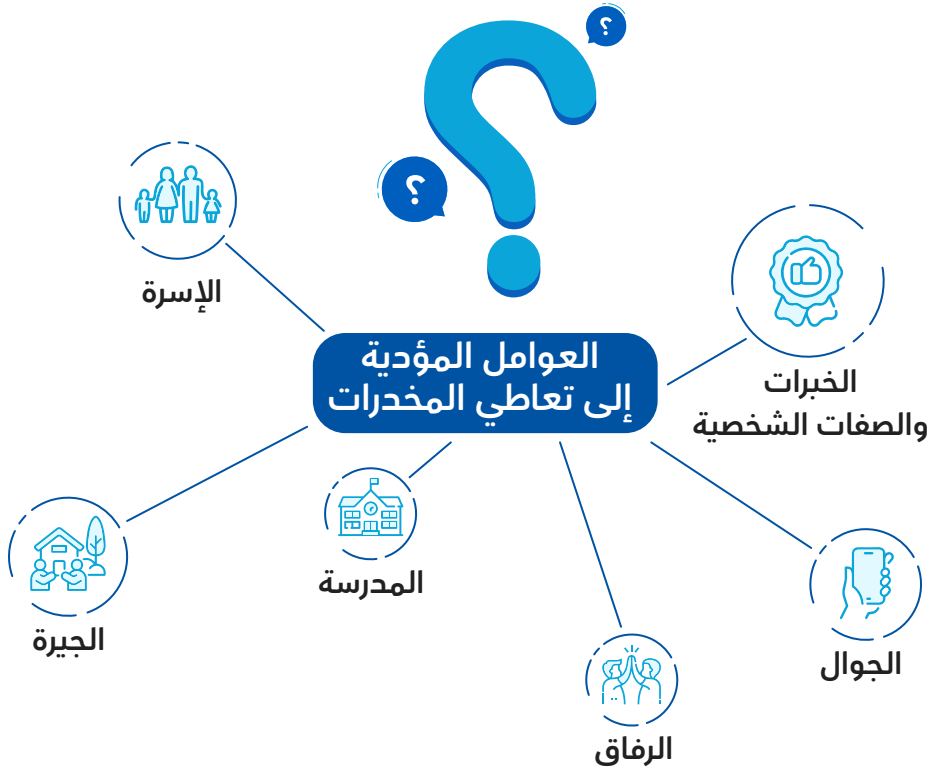 ؟
؟
العوامل المؤدية
إلى تعاطي المخدرات
الخبرات
والصفات الشخصية
الإسرة
الجوال
الرفاق
المدرسة
الجيرة